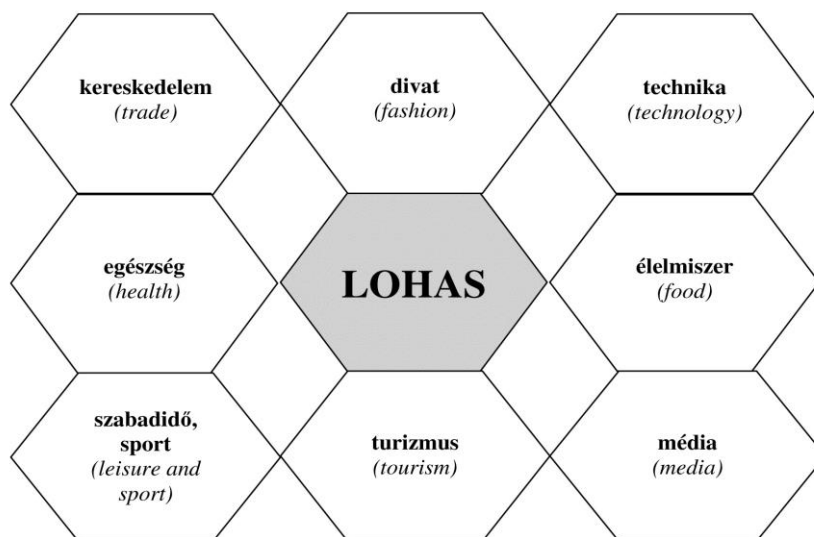 kereskedelem
(trade)
divat
(fashion)
technika
(technology)
egészség
(health)
LOHAS
élelmiszer
(food)
szabadidő,
sport
(leisure and
sport)
turizmus
(tourism)
média
(media)